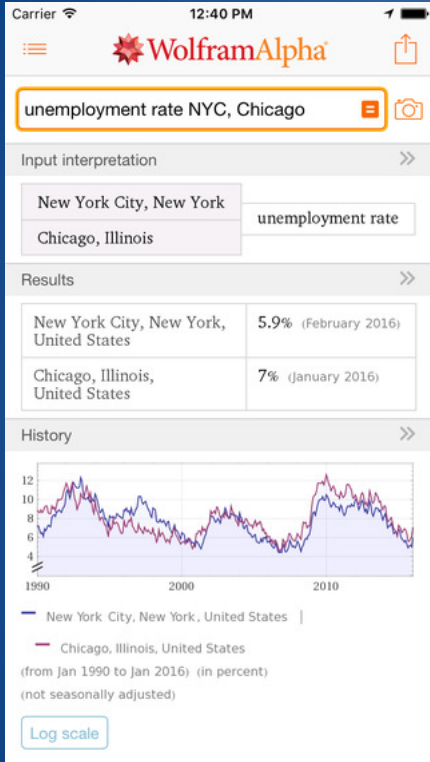 Carrier 12:40 PM
WolframAlpha
unemployment rate NYC, Chicago
Input interpretation
New York City, New York
Chicago, Illinois
unemployment rate
Results
New York City, New York,
United States
5.9% (February 2016)
Chicago, Illinois,
United States
7% (January 2016)
History
12
10
8
6
4
1990 2000 2010
New York City, New York, United States |
Chicago, Illinois, United States
(from Jan 1990 to Jan 2016) (in percent)
(not seasonally adjusted)
Log scale